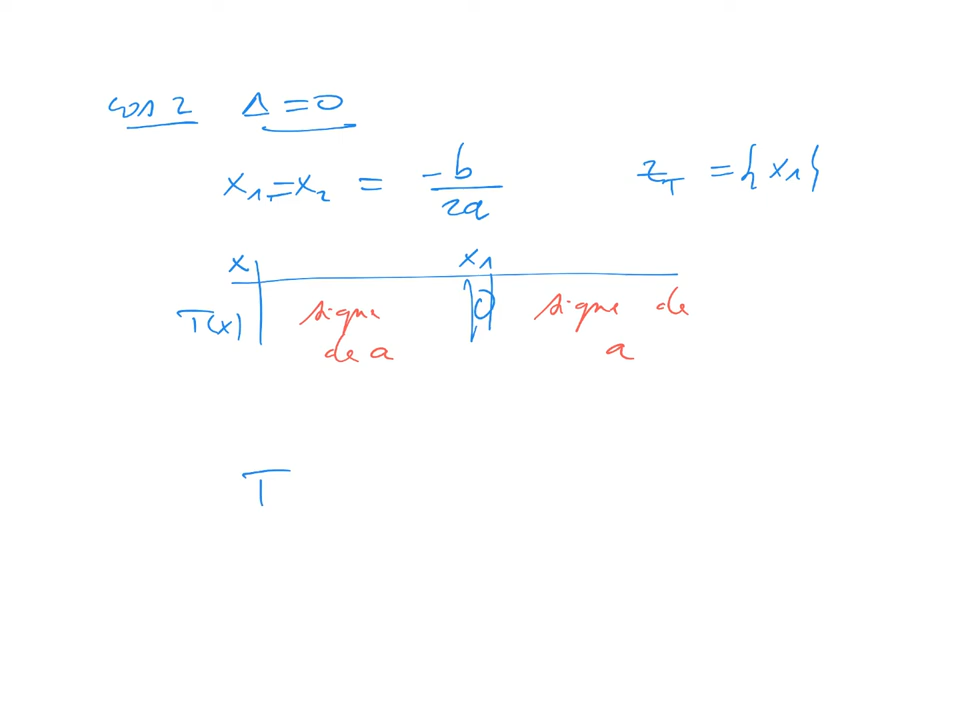 cas 2 Δ = 0
x₁ = x₂ = -b/2a Z_T = {x₁}
x x₁
T(x) signe de a 0 signe de a
T